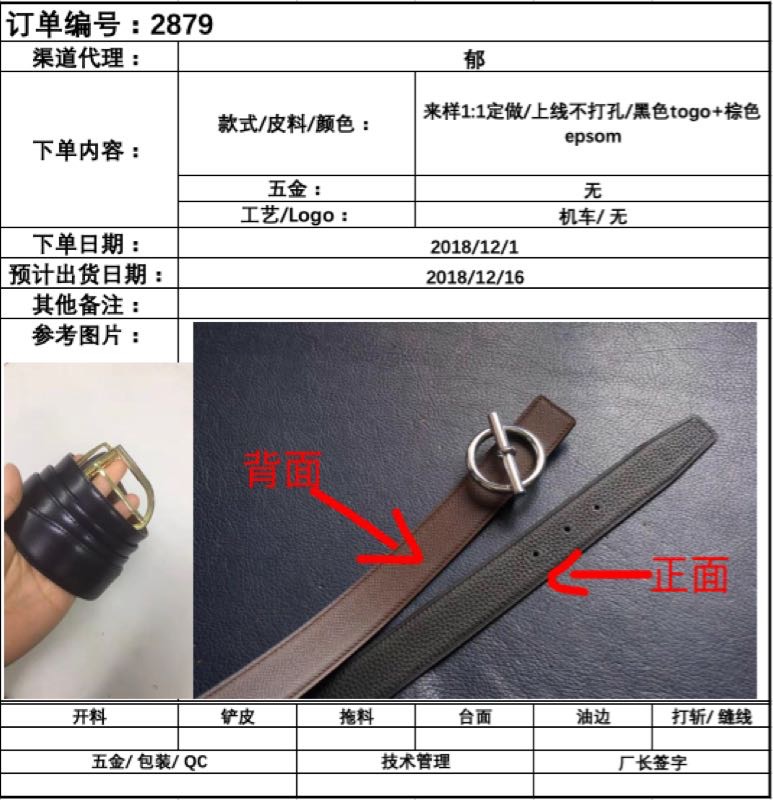 订单编号：2879
渠道代理：
郁
下单内容：
款式/皮料/颜色：
来样1:1定做/上线不打孔/黑色togo+棕色
epsom
五金：
无
工艺/Logo：
机车/ 无
下单日期：
2018/12/1
预计出货日期：
2018/12/16
其他备注：
参考图片：
背面
正面
开料
铲皮
拖料
台面
油边
打斩/ 缝线
五金/ 包装/ QC
技术管理
厂长签字